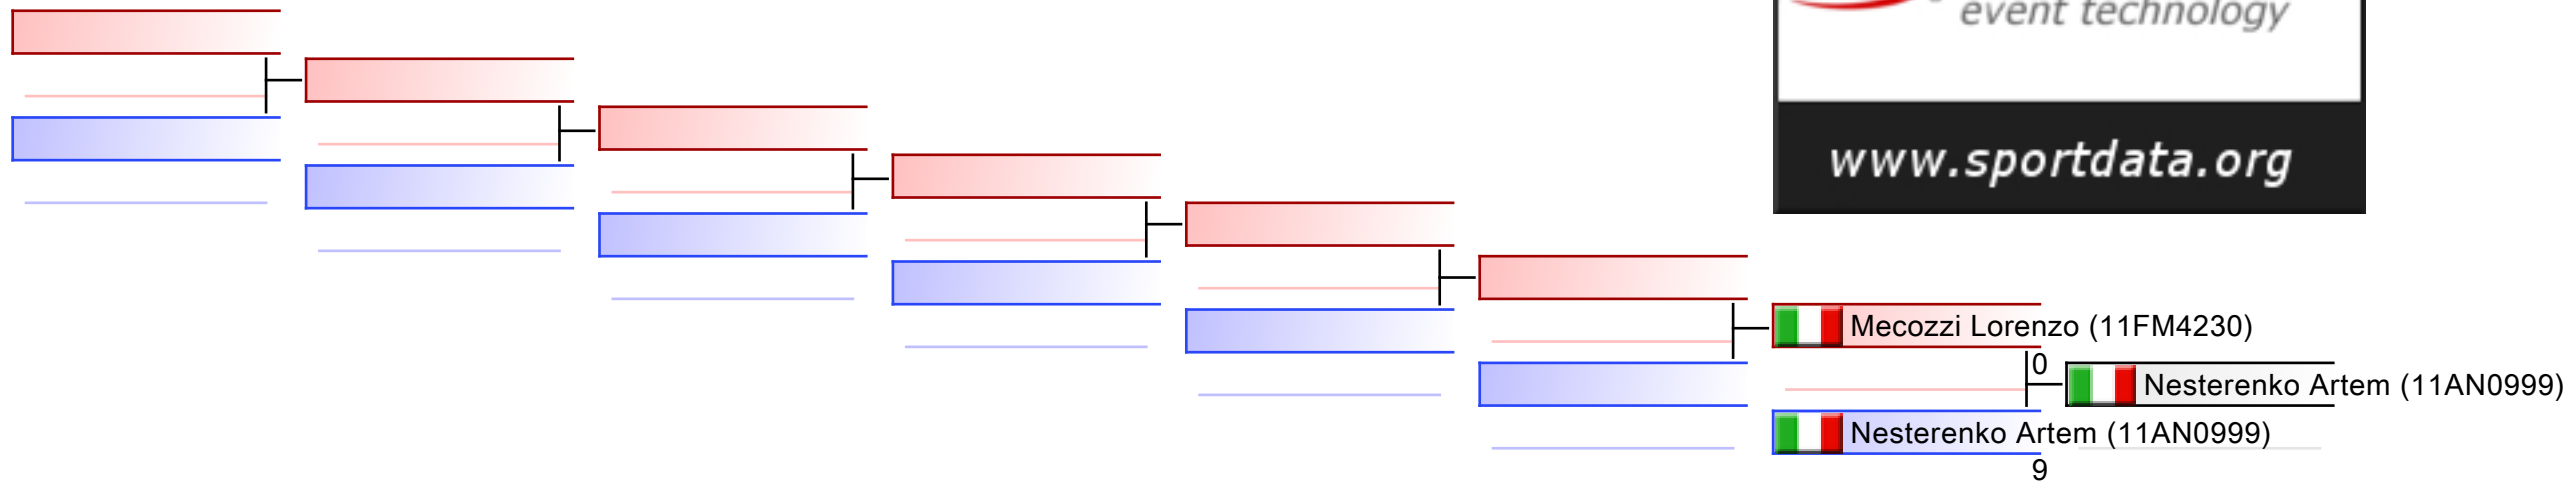 event technology
www.sportdata.org
Mecozzi Lorenzo (11FM4230)
0
Nesterenko Artem (11AN0999)
Nesterenko Artem (11AN0999)
9